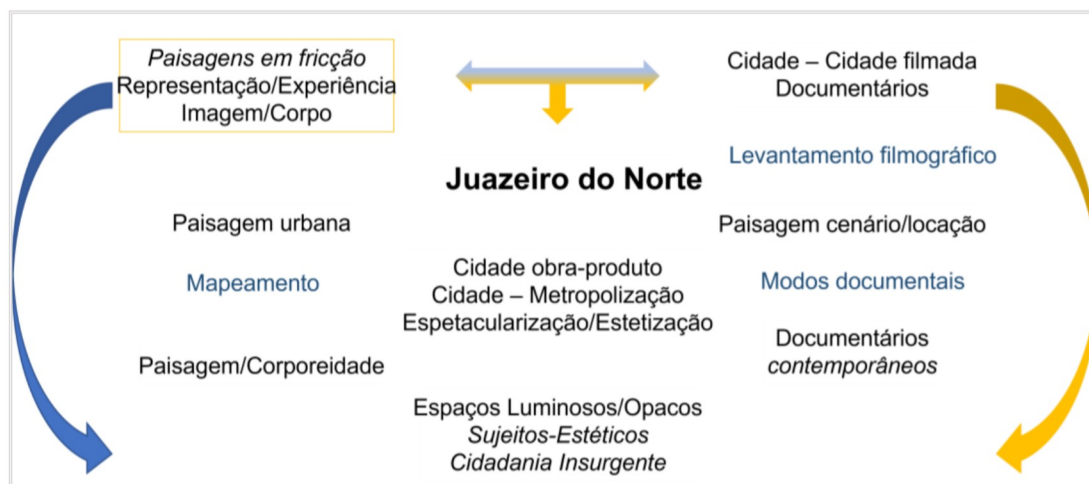 Paisagens em fricção
Representação/Experiência
Imagem/Corpo
Cidade – Cidade filmada
Documentários
Levantamento filmográfico
Juazeiro do Norte
Paisagem urbana
Paisagem cenário/locação
Mapeamento
Cidade obra-produto
Cidade – Metropolização
Espetacularização/Estetização
Modos documentais
Paisagem/Corporeidade
Documentários
contemporâneos
Espaços Luminosos/Opacos
Sujeitos-Estéticos
Cidadania Insurgente